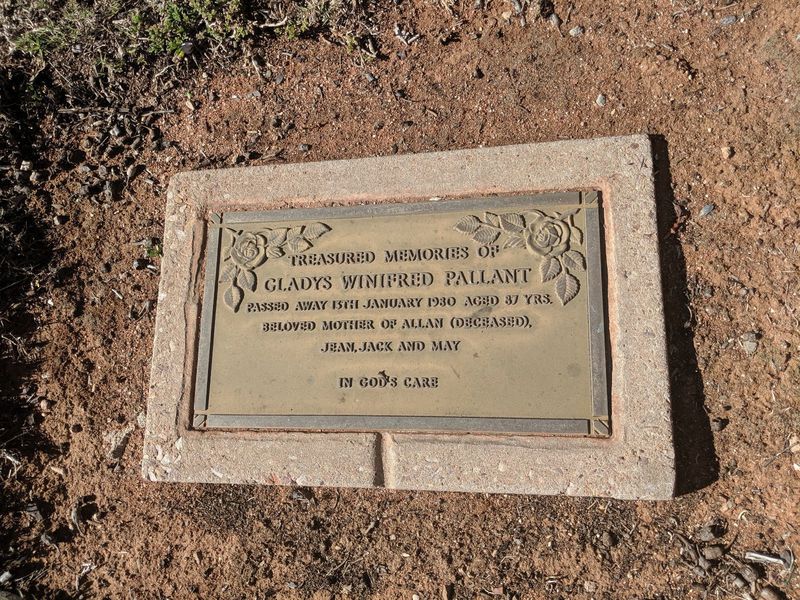 TREASURED MEMORIES OF
GLADYS WINIFRED PALLANT
PASSED AWAY 13TH JANUARY 1980 AGED 87 YRS.
BELOVED MOTHER OF ALLAN (DECEASED),
JEAN, JACK AND MAY
IN GOD'S CARE